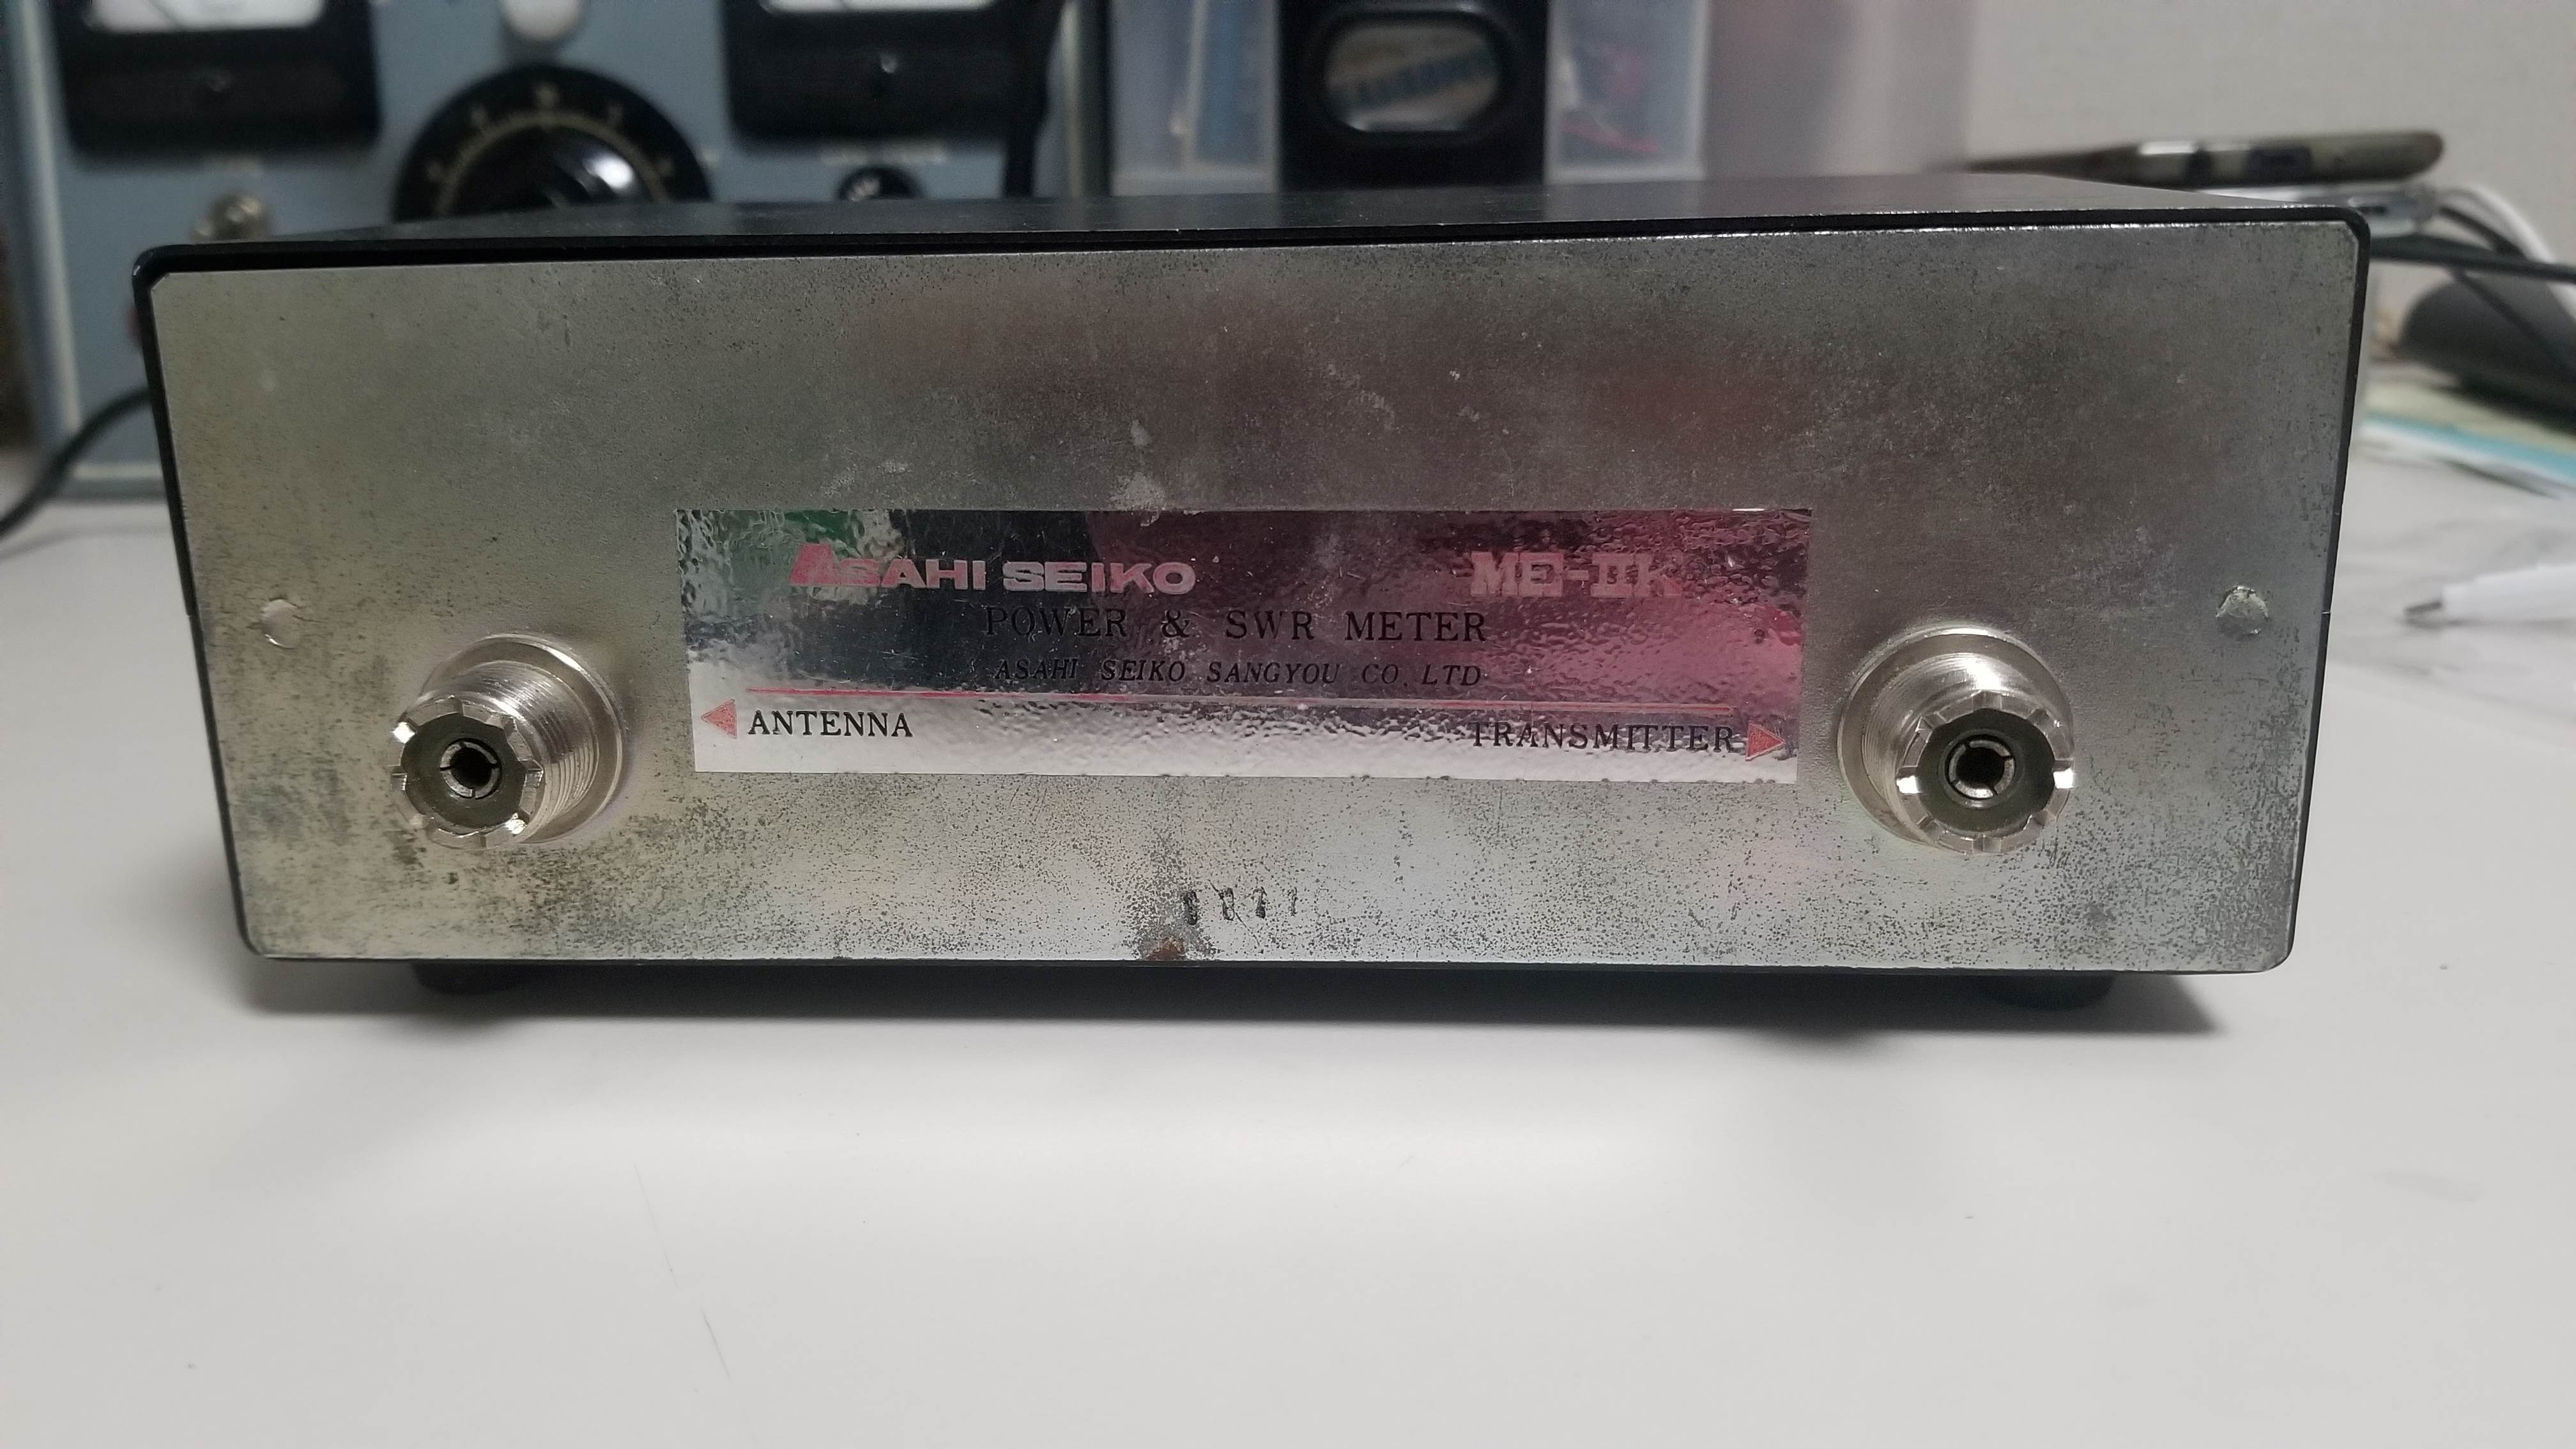 ASAHI SEIKO ME-IIK
POWER & SWR METER
ASAHI SEIKO SANGYOU CO. LTD
ANTENNA TRANSMITTER